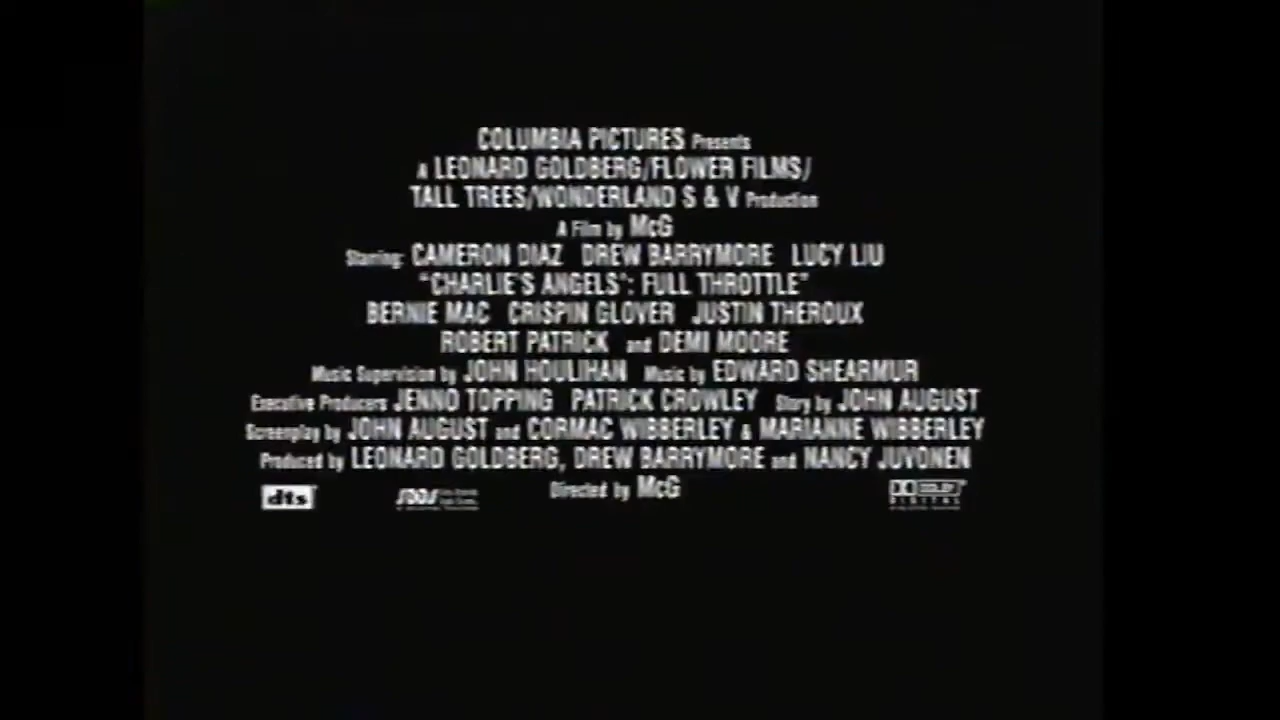 COLUMBIA PICTURES Presents
A LEONARD GOLDBERG/FLOWER FILMS/
TALL TREES/WONDERLAND S & V Production
A Film by McG
Starring: CAMERON DIAZ DREW BARRYMORE LUCY LIU
"CHARLIE'S ANGELS": FULL THROTTLE"
BERNIE MAC CRISPIN GLOVER JUSTIN THEROUX
ROBERT PATRICK and DEMI MOORE
Music Supervision by JOHN HOULIHAN Music by EDWARD SHEARMUR
Executive Producers JENNO TOPPING PATRICK CROWLEY Story by JOHN AUGUST
Screenplay by JOHN AUGUST and CORMAC WIBBERLEY & MARIANNE WIBBERLEY
Produced by LEONARD GOLDBERG, DREW BARRYMORE and NANCY JUVONEN
Directed by McG
dts SDDS DOLBY
DIGITAL